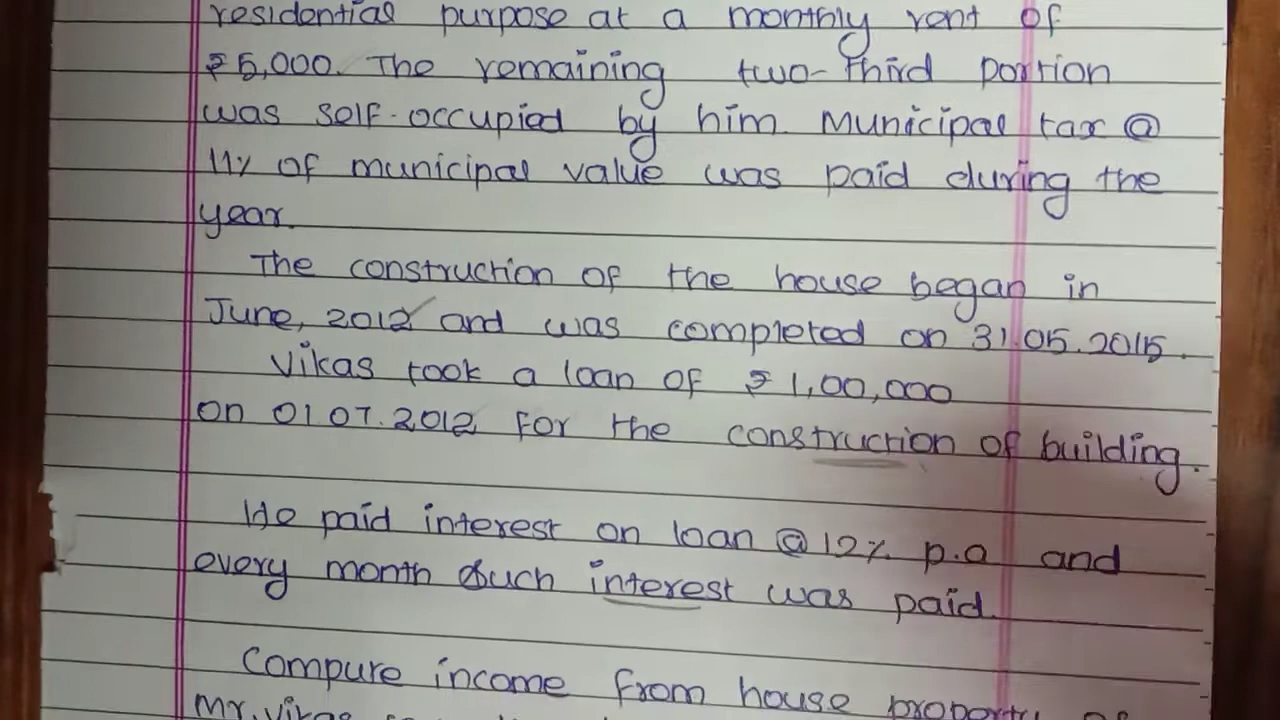 residential purpose at a monthly rent of
₹5,000. The remaining two-third portion
was self-occupied by him. Municipal tax @
11% of municipal value was paid during the
year.
The construction of the house began in
June, 2012 and was completed on 31.05.2015.
Vikas took a loan of ₹1,00,000
on 01.07.2012 for the construction of building.
He paid interest on loan @ 12% p.a and
every month such interest was paid.
Compute income from house property of
Mr. Vikas